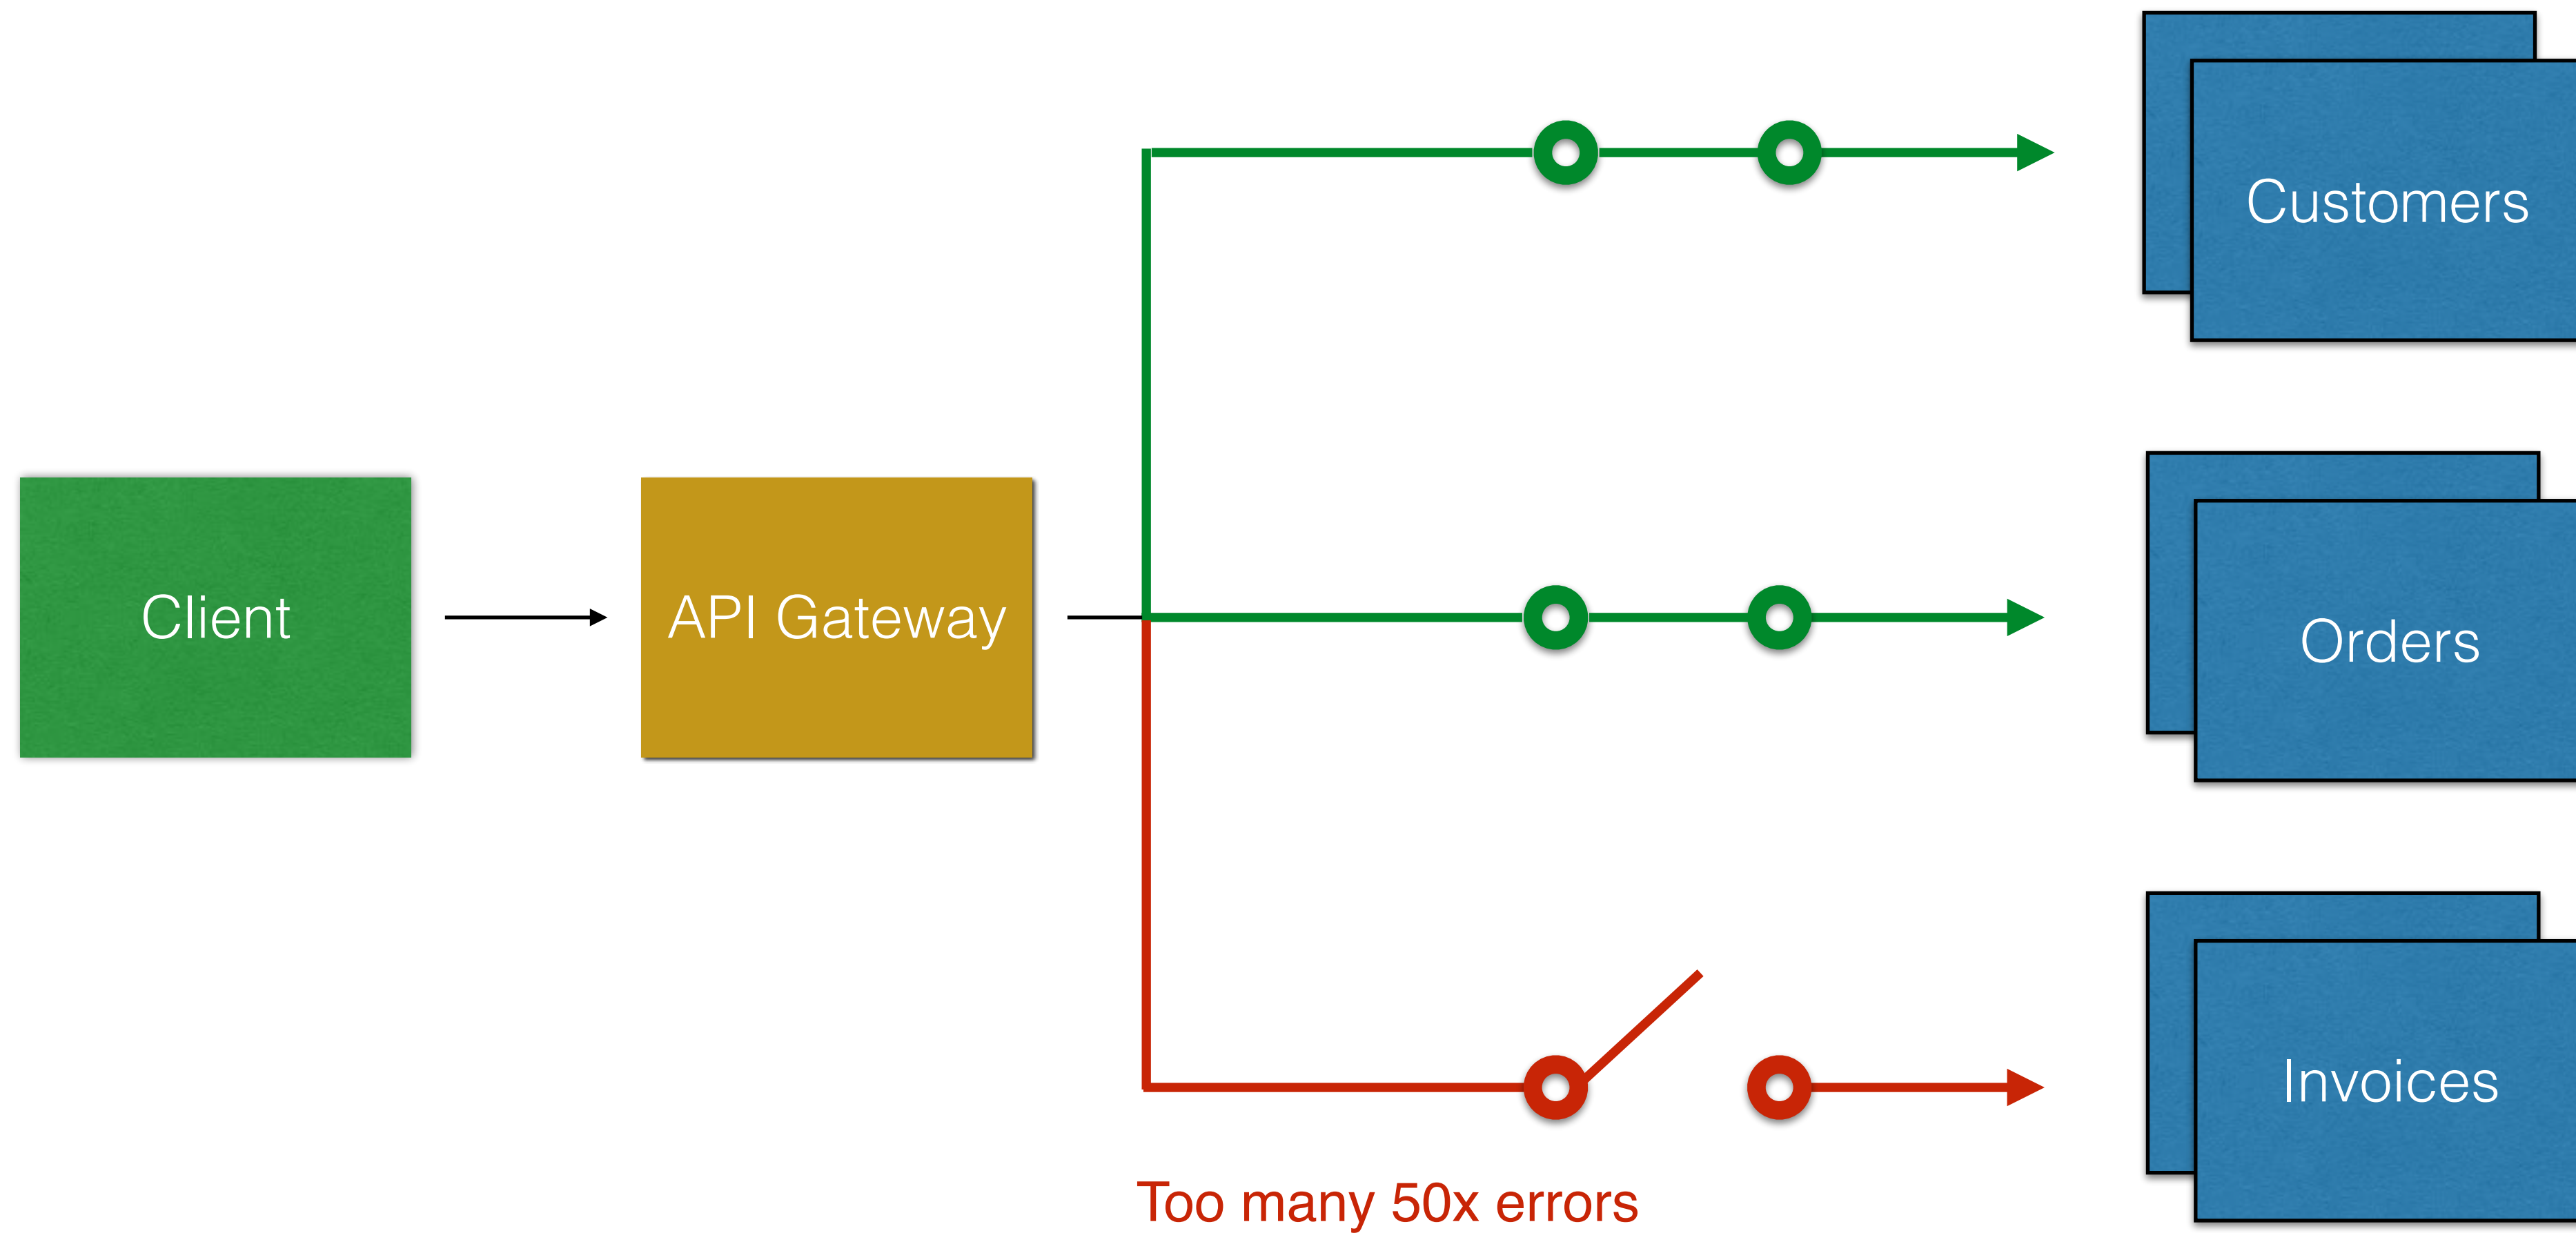 Customers
Client
API Gateway
Orders
Invoices
Too many 50x errors